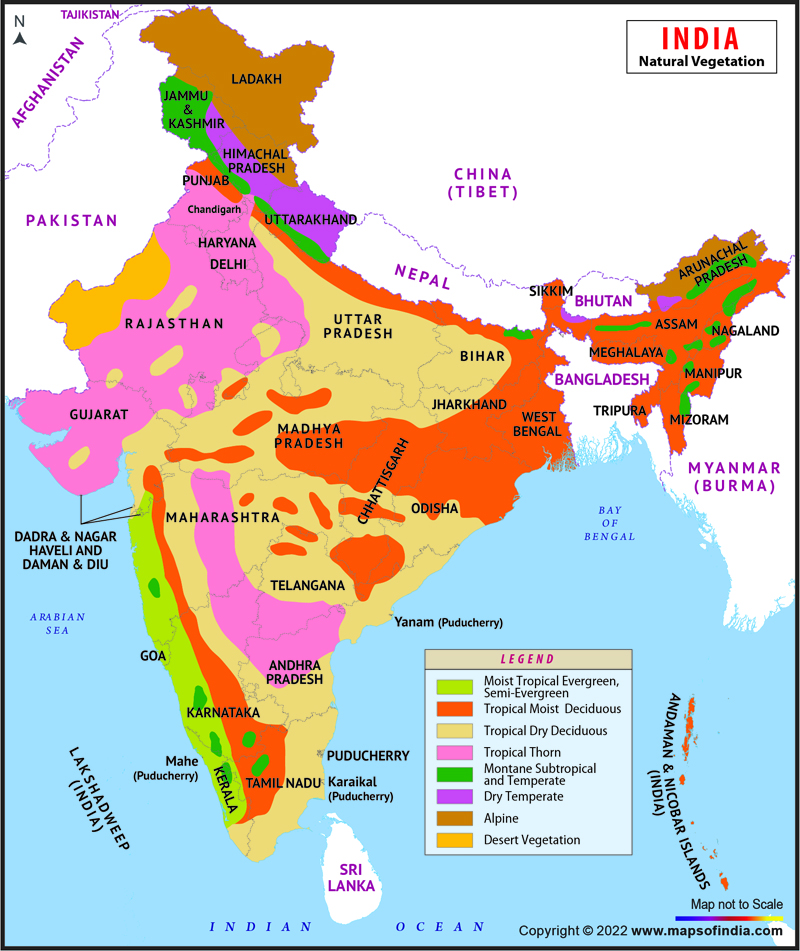 N
TAJIKISTAN
AFGHANISTAN
INDIA
Natural Vegetation
LADAKH
JAMMU
&
KASHMIR
HIMACHAL
PRADESH
PUNJAB
Chandigarh
UTTARAKHAND
CHINA
(TIBET)
PAKISTAN
HARYANA
DELHI
NEPAL
SIKKIM
BHUTAN
ARUNACHAL
PRADESH
RAJASTHAN
UTTAR
PRADESH
BIHAR
ASSAM
NAGALAND
MEGHALAYA
MANIPUR
BANGLADESH
TRIPURA
MIZORAM
GUJARAT
MADHYA
PRADESH
JHARKHAND
WEST
BENGAL
CHHATTISGARH
MYANMAR
(BURMA)
DADRA & NAGAR
HAVELI AND
DAMAN & DIU
MAHARASHTRA
ODISHA
BAY
OF
BENGAL
TELANGANA
ARABIAN
SEA
Yanam (Puducherry)
GOA
ANDHRA
PRADESH
LEGEND
Moist Tropical Evergreen,
Semi-Evergreen
Tropical Moist Deciduous
Tropical Dry Deciduous
Tropical Thorn
Montane Subtropical
and Temperate
Dry Temperate
Alpine
Desert Vegetation
KARNATAKA
PUDUCHERRY
Mahe
(Puducherry)
KERALA
TAMIL NADU
Karaikal
(Puducherry)
LAKSHADWEEP
(INDIA)
ANDAMAN & NICOBAR ISLANDS
(INDIA)
SRI
LANKA
INDIAN OCEAN
Map not to Scale
Copyright © 2022 www.mapsofindia.com